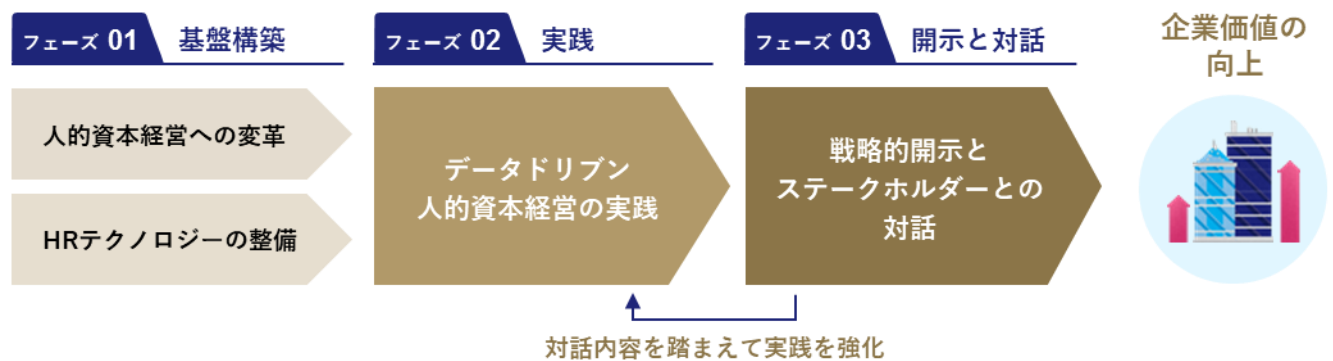 フェーズ 01 基盤構築
人的資本経営への変革
HRテクノロジーの整備
フェーズ 02 実践
データドリブン
人的資本経営の実践
フェーズ 03 開示と対話
戦略的開示と
ステークホルダーとの
対話
企業価値の
向上
対話内容を踏まえて実践を強化